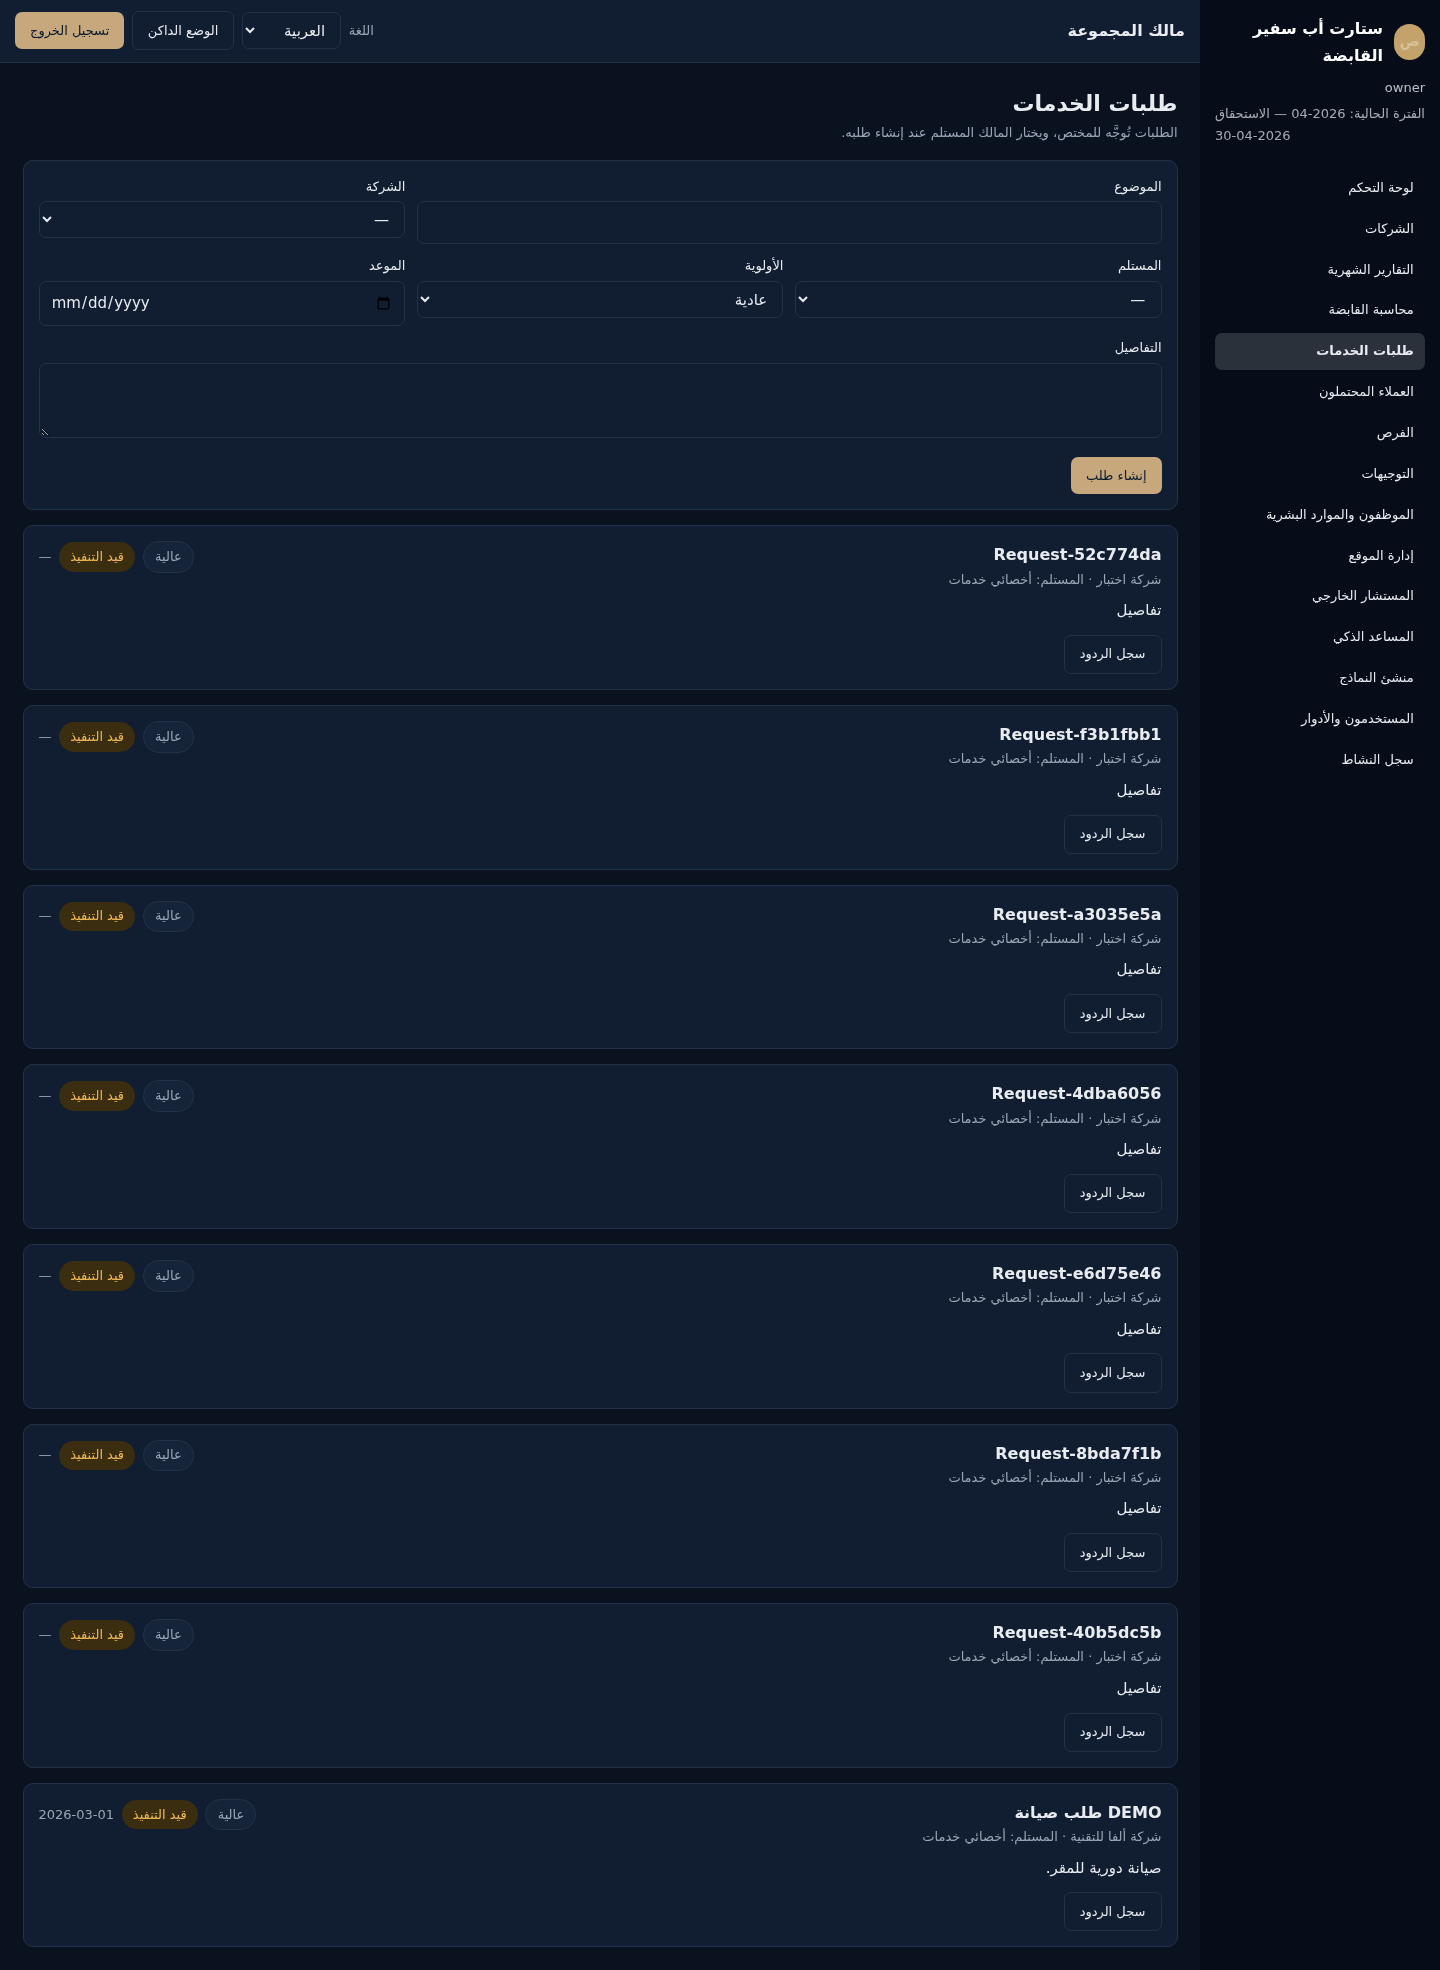 ص
ستارت أب سفير
القابضة
owner
الفترة الحالية: 2026-04 — الاستحقاق
2026-04-30
لوحة التحكم
الشركات
التقارير الشهرية
محاسبة القابضة
طلبات الخدمات
العملاء المحتملون
الفرص
التوجيهات
الموظفون والموارد البشرية
إدارة الموقع
المستشار الخارجي
المساعد الذكي
منشئ النماذج
المستخدمون والأدوار
سجل النشاط
مالك المجموعة
اللغة
العربية
الوضع الداكن
تسجيل الخروج
طلبات الخدمات
الطلبات تُوجَّه للمختص، ويختار المالك المستلم عند إنشاء طلبه.
الموضوع
الشركة
—
المستلم
الأولوية
الموعد
—
عادية
mm/dd/yyyy
التفاصيل
إنشاء طلب
Request-52c774da
عالية
قيد التنفيذ
—
شركة اختبار · المستلم: أخصائي خدمات
تفاصيل
سجل الردود
Request-f3b1fbb1
عالية
قيد التنفيذ
—
شركة اختبار · المستلم: أخصائي خدمات
تفاصيل
سجل الردود
Request-a3035e5a
عالية
قيد التنفيذ
—
شركة اختبار · المستلم: أخصائي خدمات
تفاصيل
سجل الردود
Request-4dba6056
عالية
قيد التنفيذ
—
شركة اختبار · المستلم: أخصائي خدمات
تفاصيل
سجل الردود
Request-e6d75e46
عالية
قيد التنفيذ
—
شركة اختبار · المستلم: أخصائي خدمات
تفاصيل
سجل الردود
Request-8bda7f1b
عالية
قيد التنفيذ
—
شركة اختبار · المستلم: أخصائي خدمات
تفاصيل
سجل الردود
Request-40b5dc5b
عالية
قيد التنفيذ
—
شركة اختبار · المستلم: أخصائي خدمات
تفاصيل
سجل الردود
DEMO طلب صيانة
عالية
قيد التنفيذ
2026-03-01
شركة ألفا للتقنية · المستلم: أخصائي خدمات
صيانة دورية للمقر.
سجل الردود